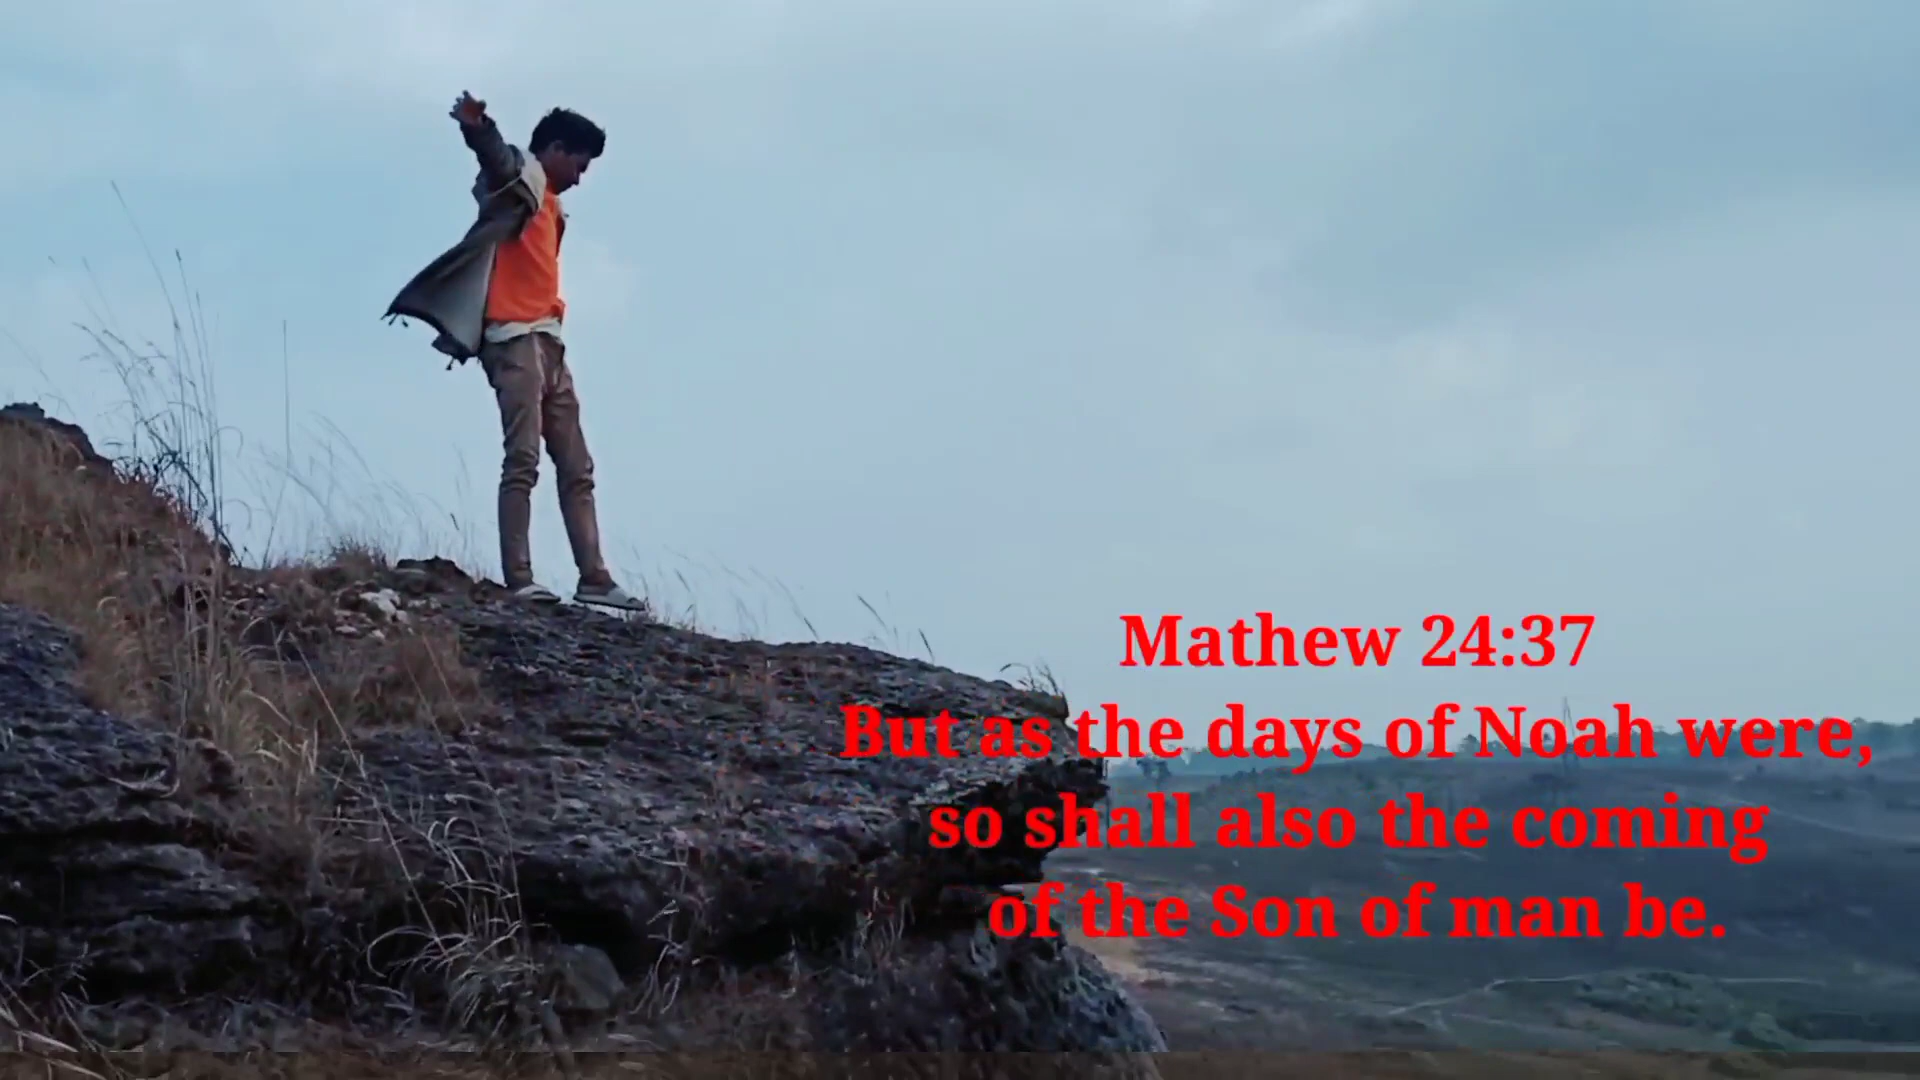 Mathew 24:37
But as the days of Noah were,
so shall also the coming
of the Son of man be.